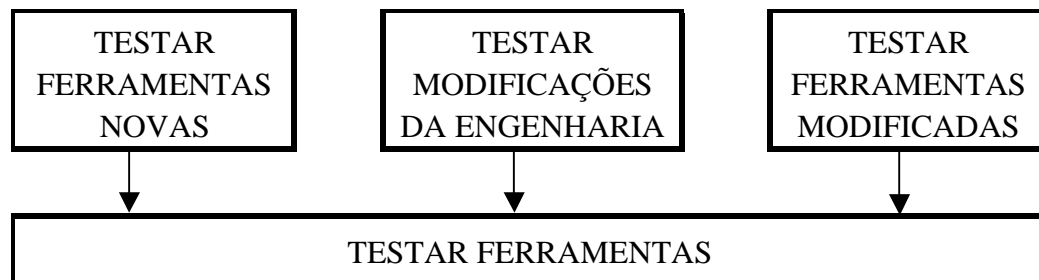 TESTAR
FERRAMENTAS
NOVAS
TESTAR
MODIFICAÇÕES
DA ENGENHARIA
TESTAR
FERRAMENTAS
MODIFICADAS
TESTAR FERRAMENTAS